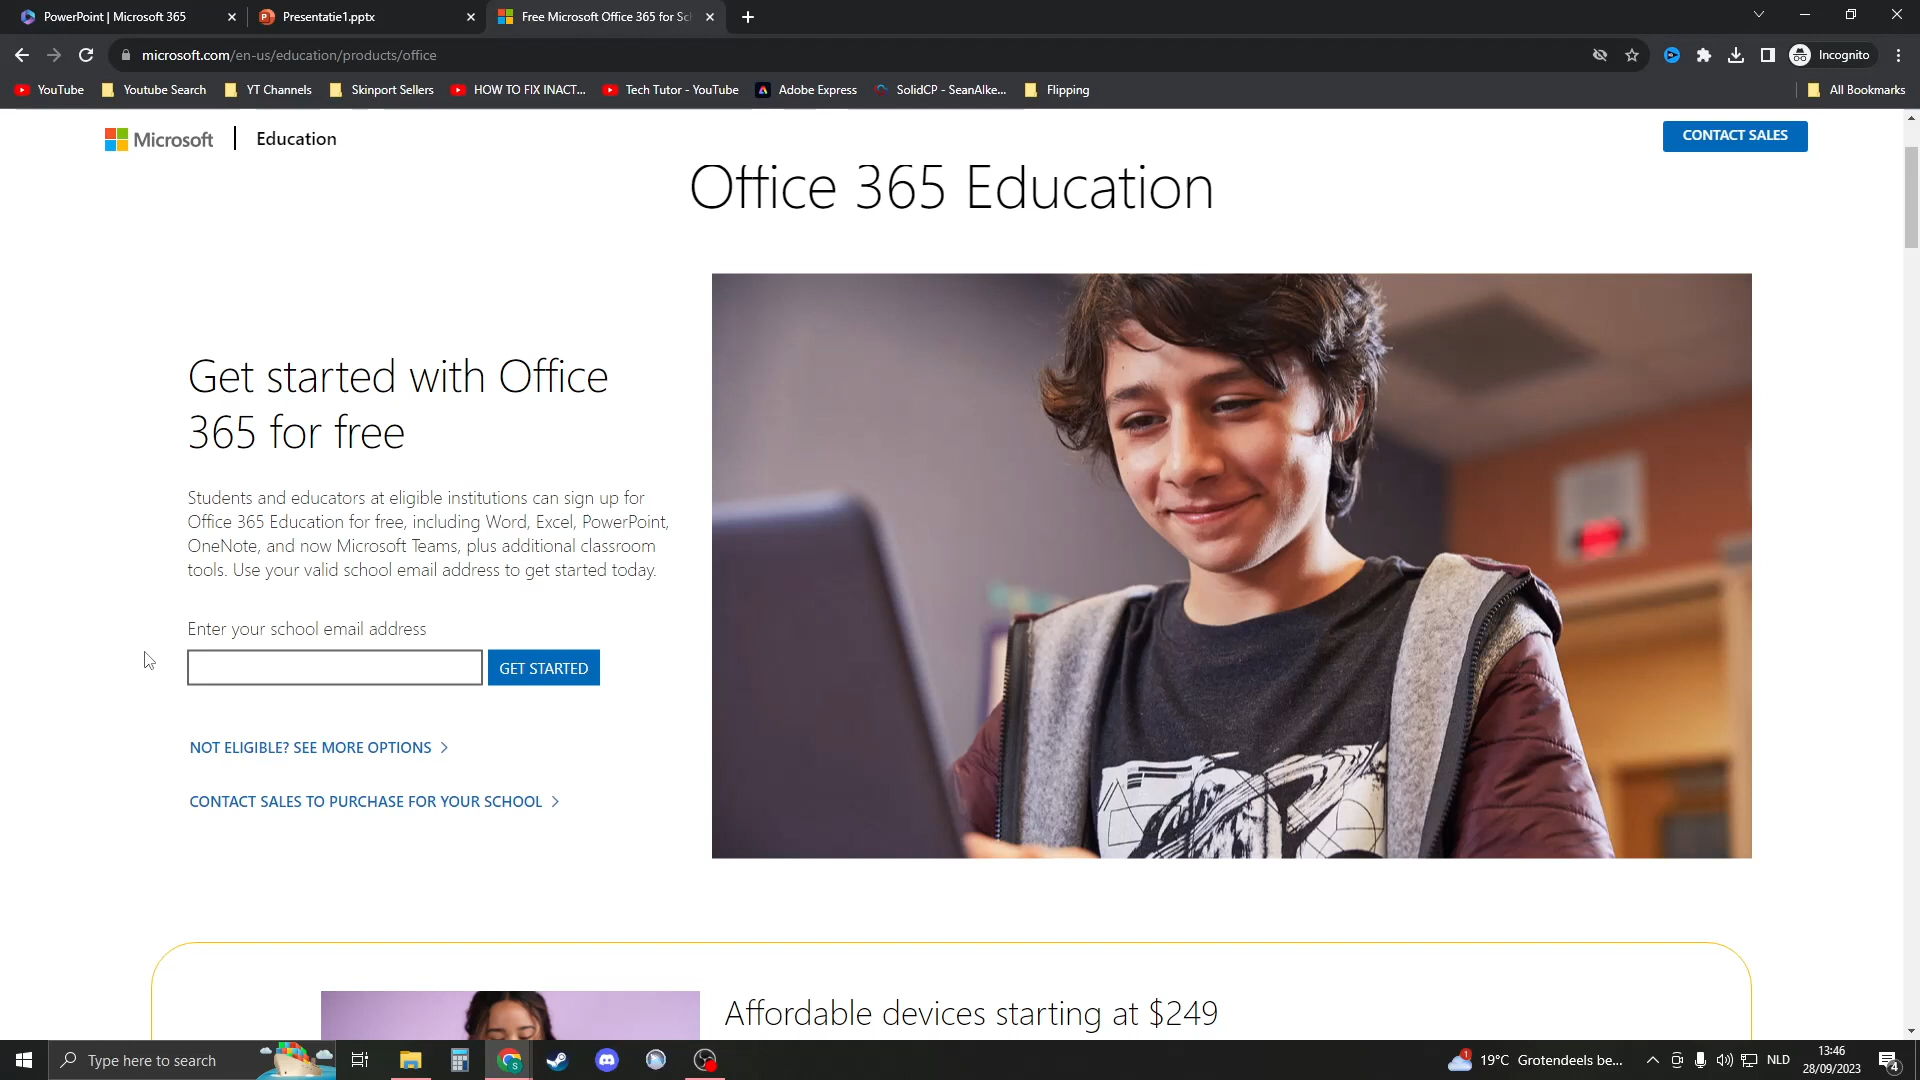 PowerPoint | Microsoft 365
Presentatie1.pptx
Free Microsoft Office 365 for Sc
microsoft.com/en-us/education/products/office
Incognito
YouTube
Youtube Search
YT Channels
Skinport Sellers
HOW TO FIX INACT...
Tech Tutor - YouTube
Adobe Express
SolidCP - SeanAlke...
Flipping
All Bookmarks
Microsoft
Education
CONTACT SALES
Office 365 Education
Get started with Office
365 for free
Students and educators at eligible institutions can sign up for
Office 365 Education for free, including Word, Excel, PowerPoint,
OneNote, and now Microsoft Teams, plus additional classroom
tools. Use your valid school email address to get started today.
Enter your school email address
GET STARTED
NOT ELIGIBLE? SEE MORE OPTIONS
CONTACT SALES TO PURCHASE FOR YOUR SCHOOL
Affordable devices starting at $249
Type here to search
1
19°C Grotendeels be...
NLD
13:46
28/09/2023
4